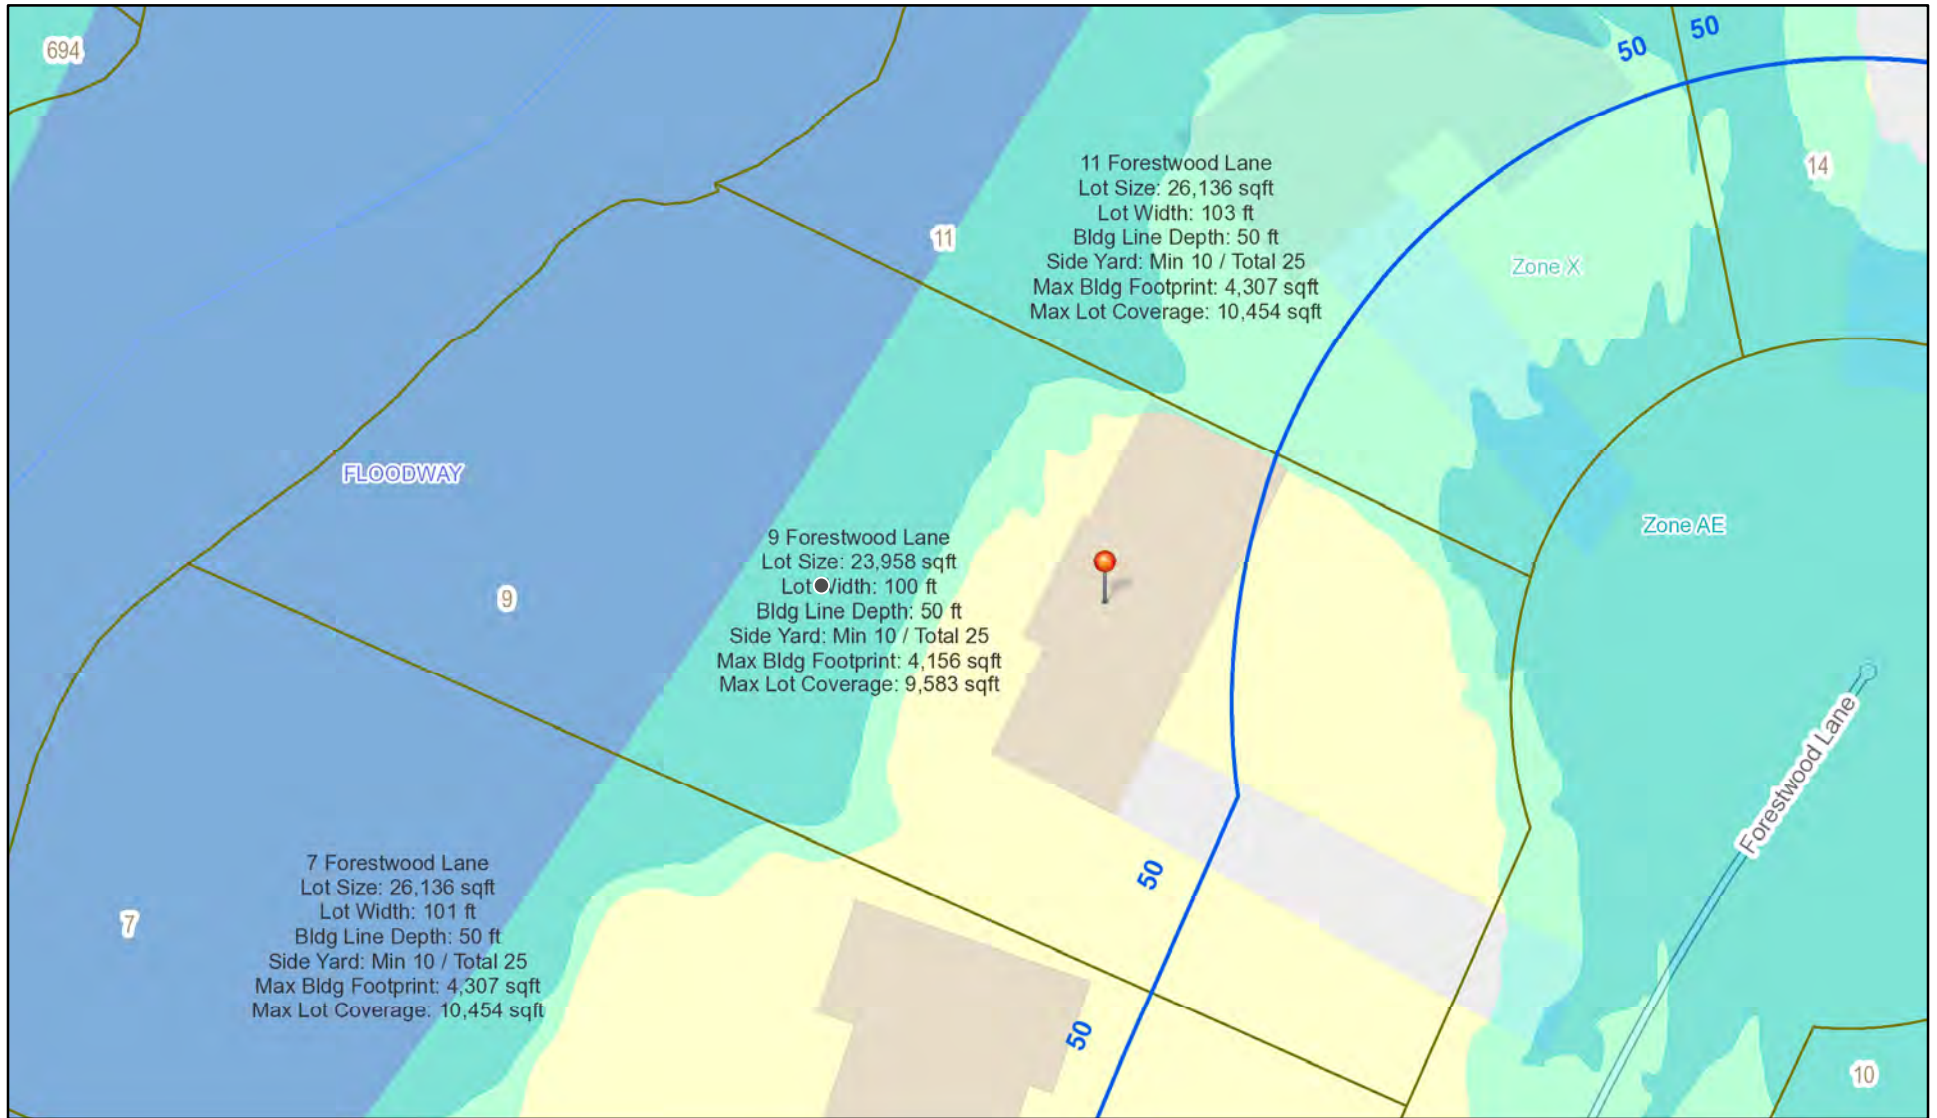 694
50
50
11 Forestwood Lane
Lot Size: 26,136 sqft
Lot Width: 103 ft
Bldg Line Depth: 50 ft
Side Yard: Min 10 / Total 25
Max Bldg Footprint: 4,307 sqft
Max Lot Coverage: 10,454 sqft
14
11
Zone X
FLOODWAY
Zone AE
9 Forestwood Lane
Lot Size: 23,958 sqft
Lot Width: 100 ft
Bldg Line Depth: 50 ft
Side Yard: Min 10 / Total 25
Max Bldg Footprint: 4,156 sqft
Max Lot Coverage: 9,583 sqft
9
Forestwood Lane
50
7 Forestwood Lane
Lot Size: 26,136 sqft
Lot Width: 101 ft
Bldg Line Depth: 50 ft
Side Yard: Min 10 / Total 25
Max Bldg Footprint: 4,307 sqft
Max Lot Coverage: 10,454 sqft
7
50
10